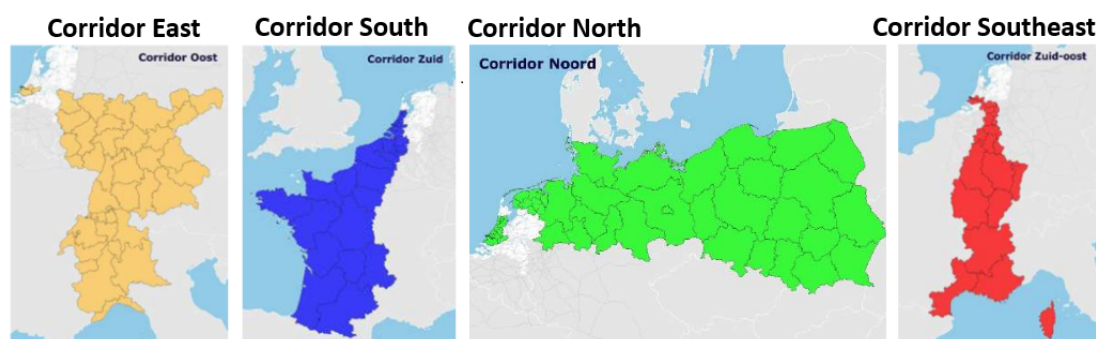 Corridor East
Corridor South
Corridor North
Corridor Southeast
Corridor Oost
Corridor Zuid
Corridor Noord
Corridor Zuid-oost